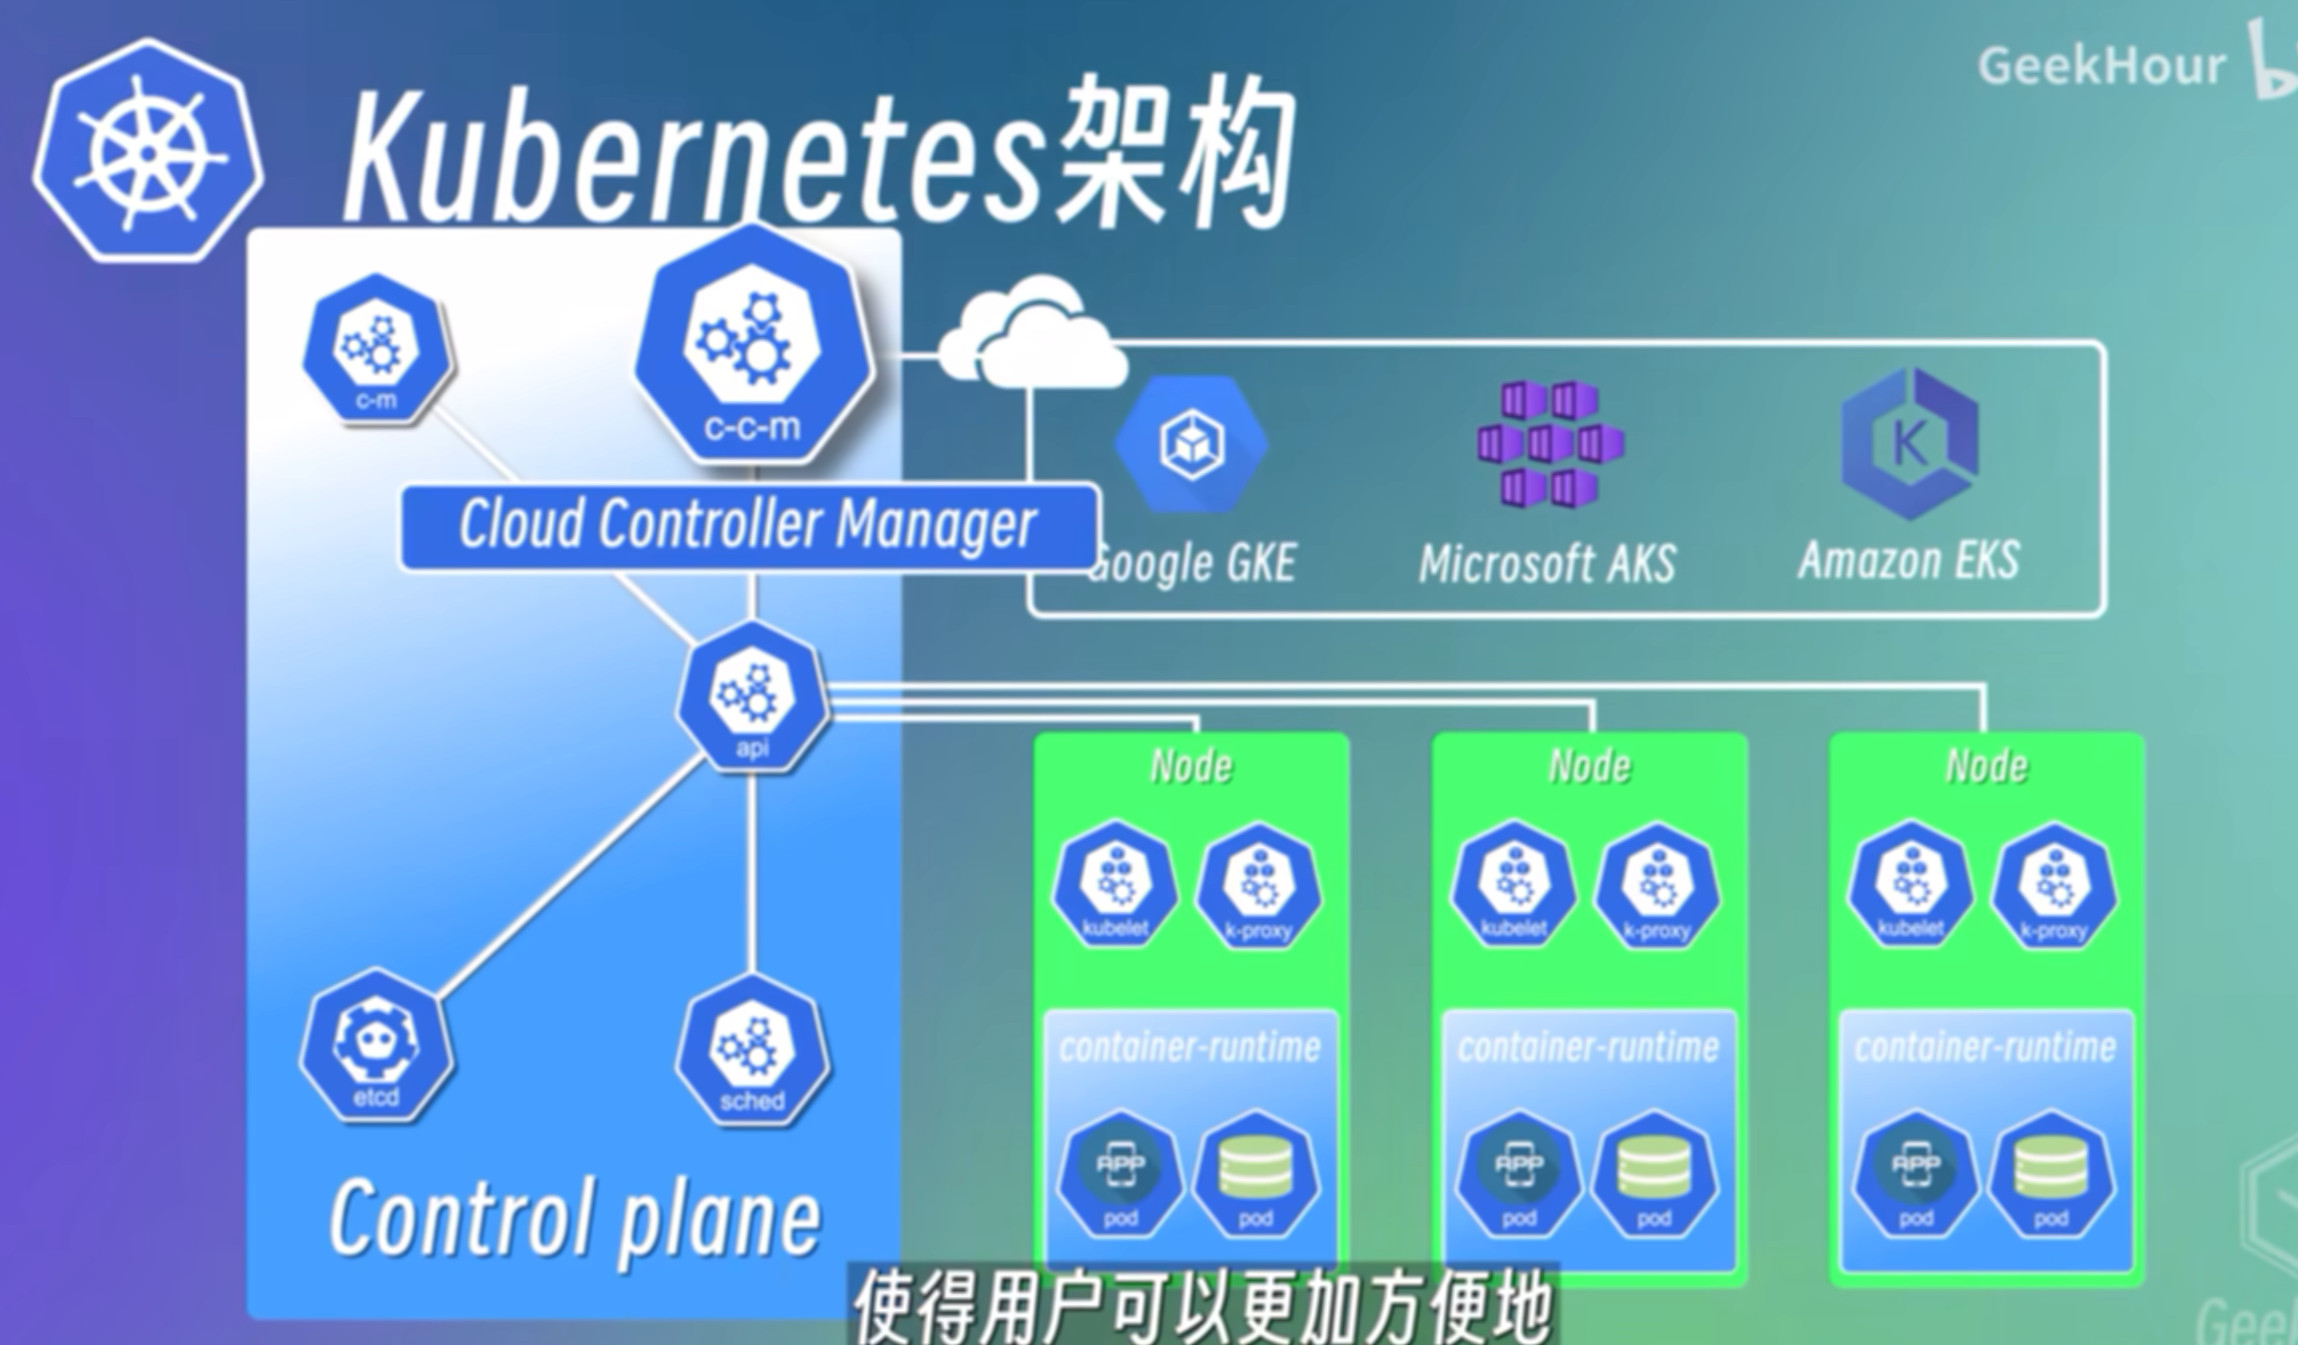 GeekHour
Kubernetes架构
c-m
c-c-m
Cloud Controller Manager
Google GKE
Microsoft AKS
Amazon EKS
api
Node
Node
Node
kubelet
k-proxy
kubelet
k-proxy
kubelet
k-proxy
etcd
sched
container-runtime
container-runtime
container-runtime
APP
pod
pod
APP
pod
pod
APP
pod
pod
Control plane
使得用户可以更加方便地